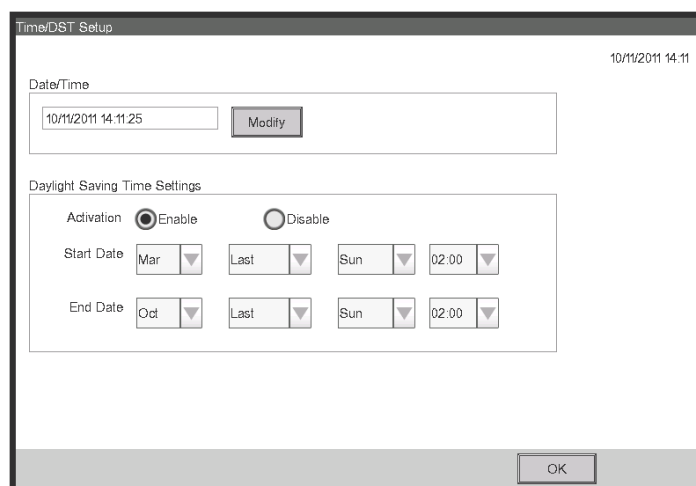 Time/DST Setup
10/11/2011 14:11
Date/Time
10/11/2011 14:11:25 Modify
Daylight Saving Time Settings
Activation Enable Disable
Start Date Mar Last Sun 02:00
End Date Oct Last Sun 02:00
OK